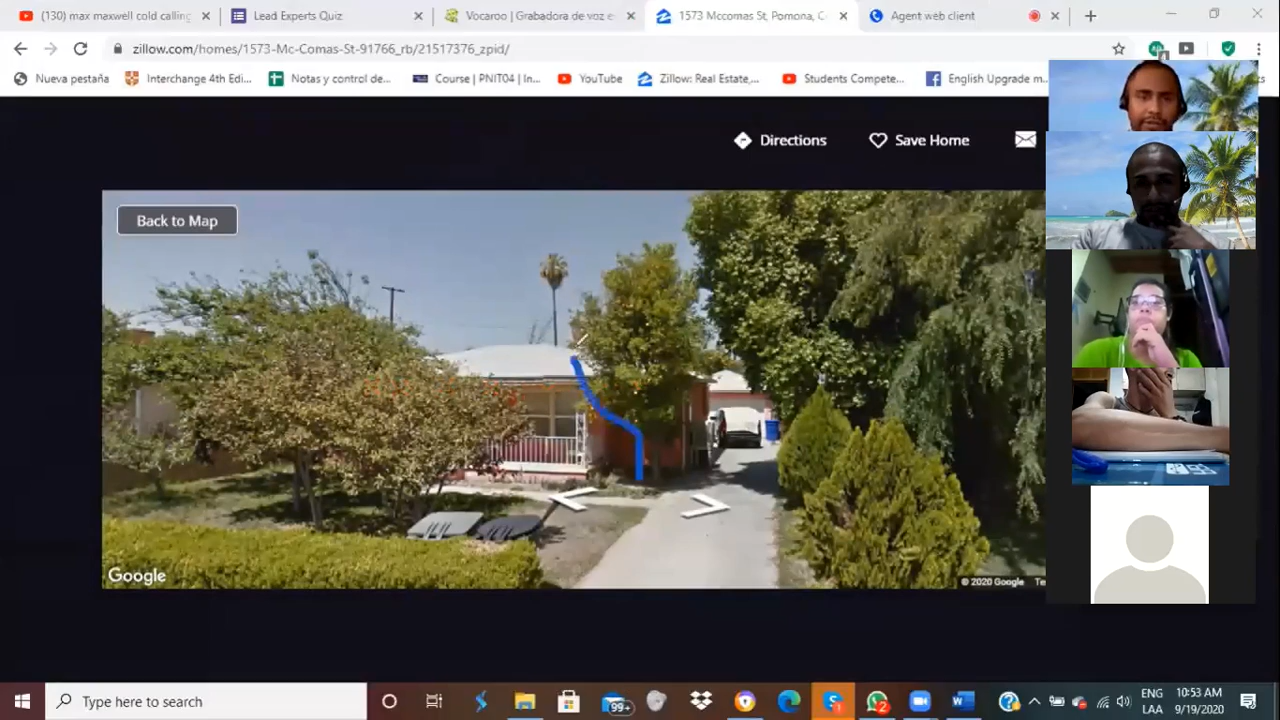 (130) max maxwell cold calling
Lead Experts Quiz
Vocaroo | Grabadora de voz e
1573 Mccomas St, Pomona, C
Agent web client
zillow.com/homes/1573-Mc-Comas-St-91766_rb/21517376_zpid/
Nueva pestaña
Interchange 4th Edi...
Notas y control de...
Course | PNIT04 | In...
YouTube
Zillow: Real Estate,...
Students Compete...
English Upgrade m...
Directions
Save Home
Back to Map
Google
© 2020 Google
Te
Type here to search
99+
1
2
ENG
LAA
10:53 AM
9/19/2020